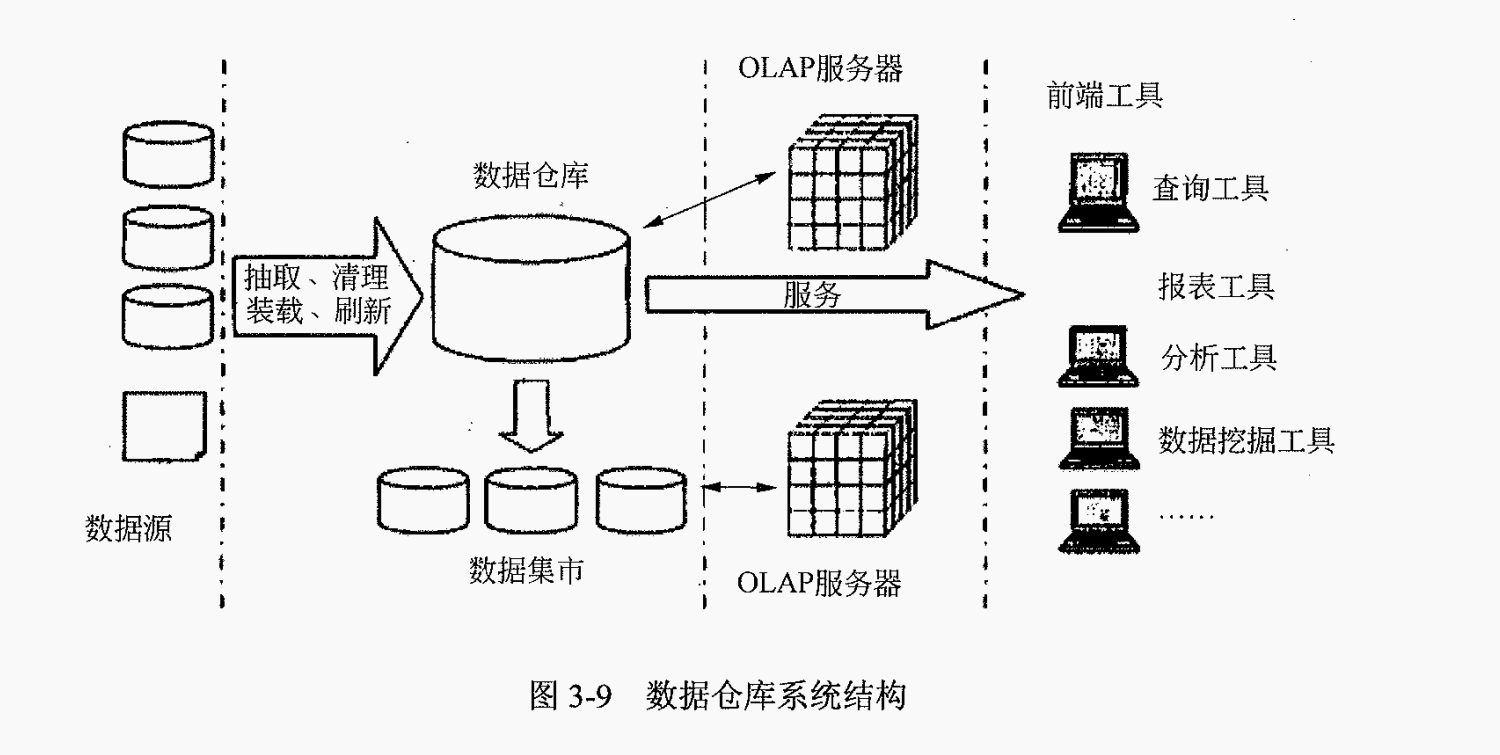 OLAP服务器
前端工具
数据仓库
查询工具
抽取、清理
装载、刷新
服务
报表工具
分析工具
数据挖掘工具
……
数据源
数据集市
OLAP服务器
图 3-9 数据仓库系统结构